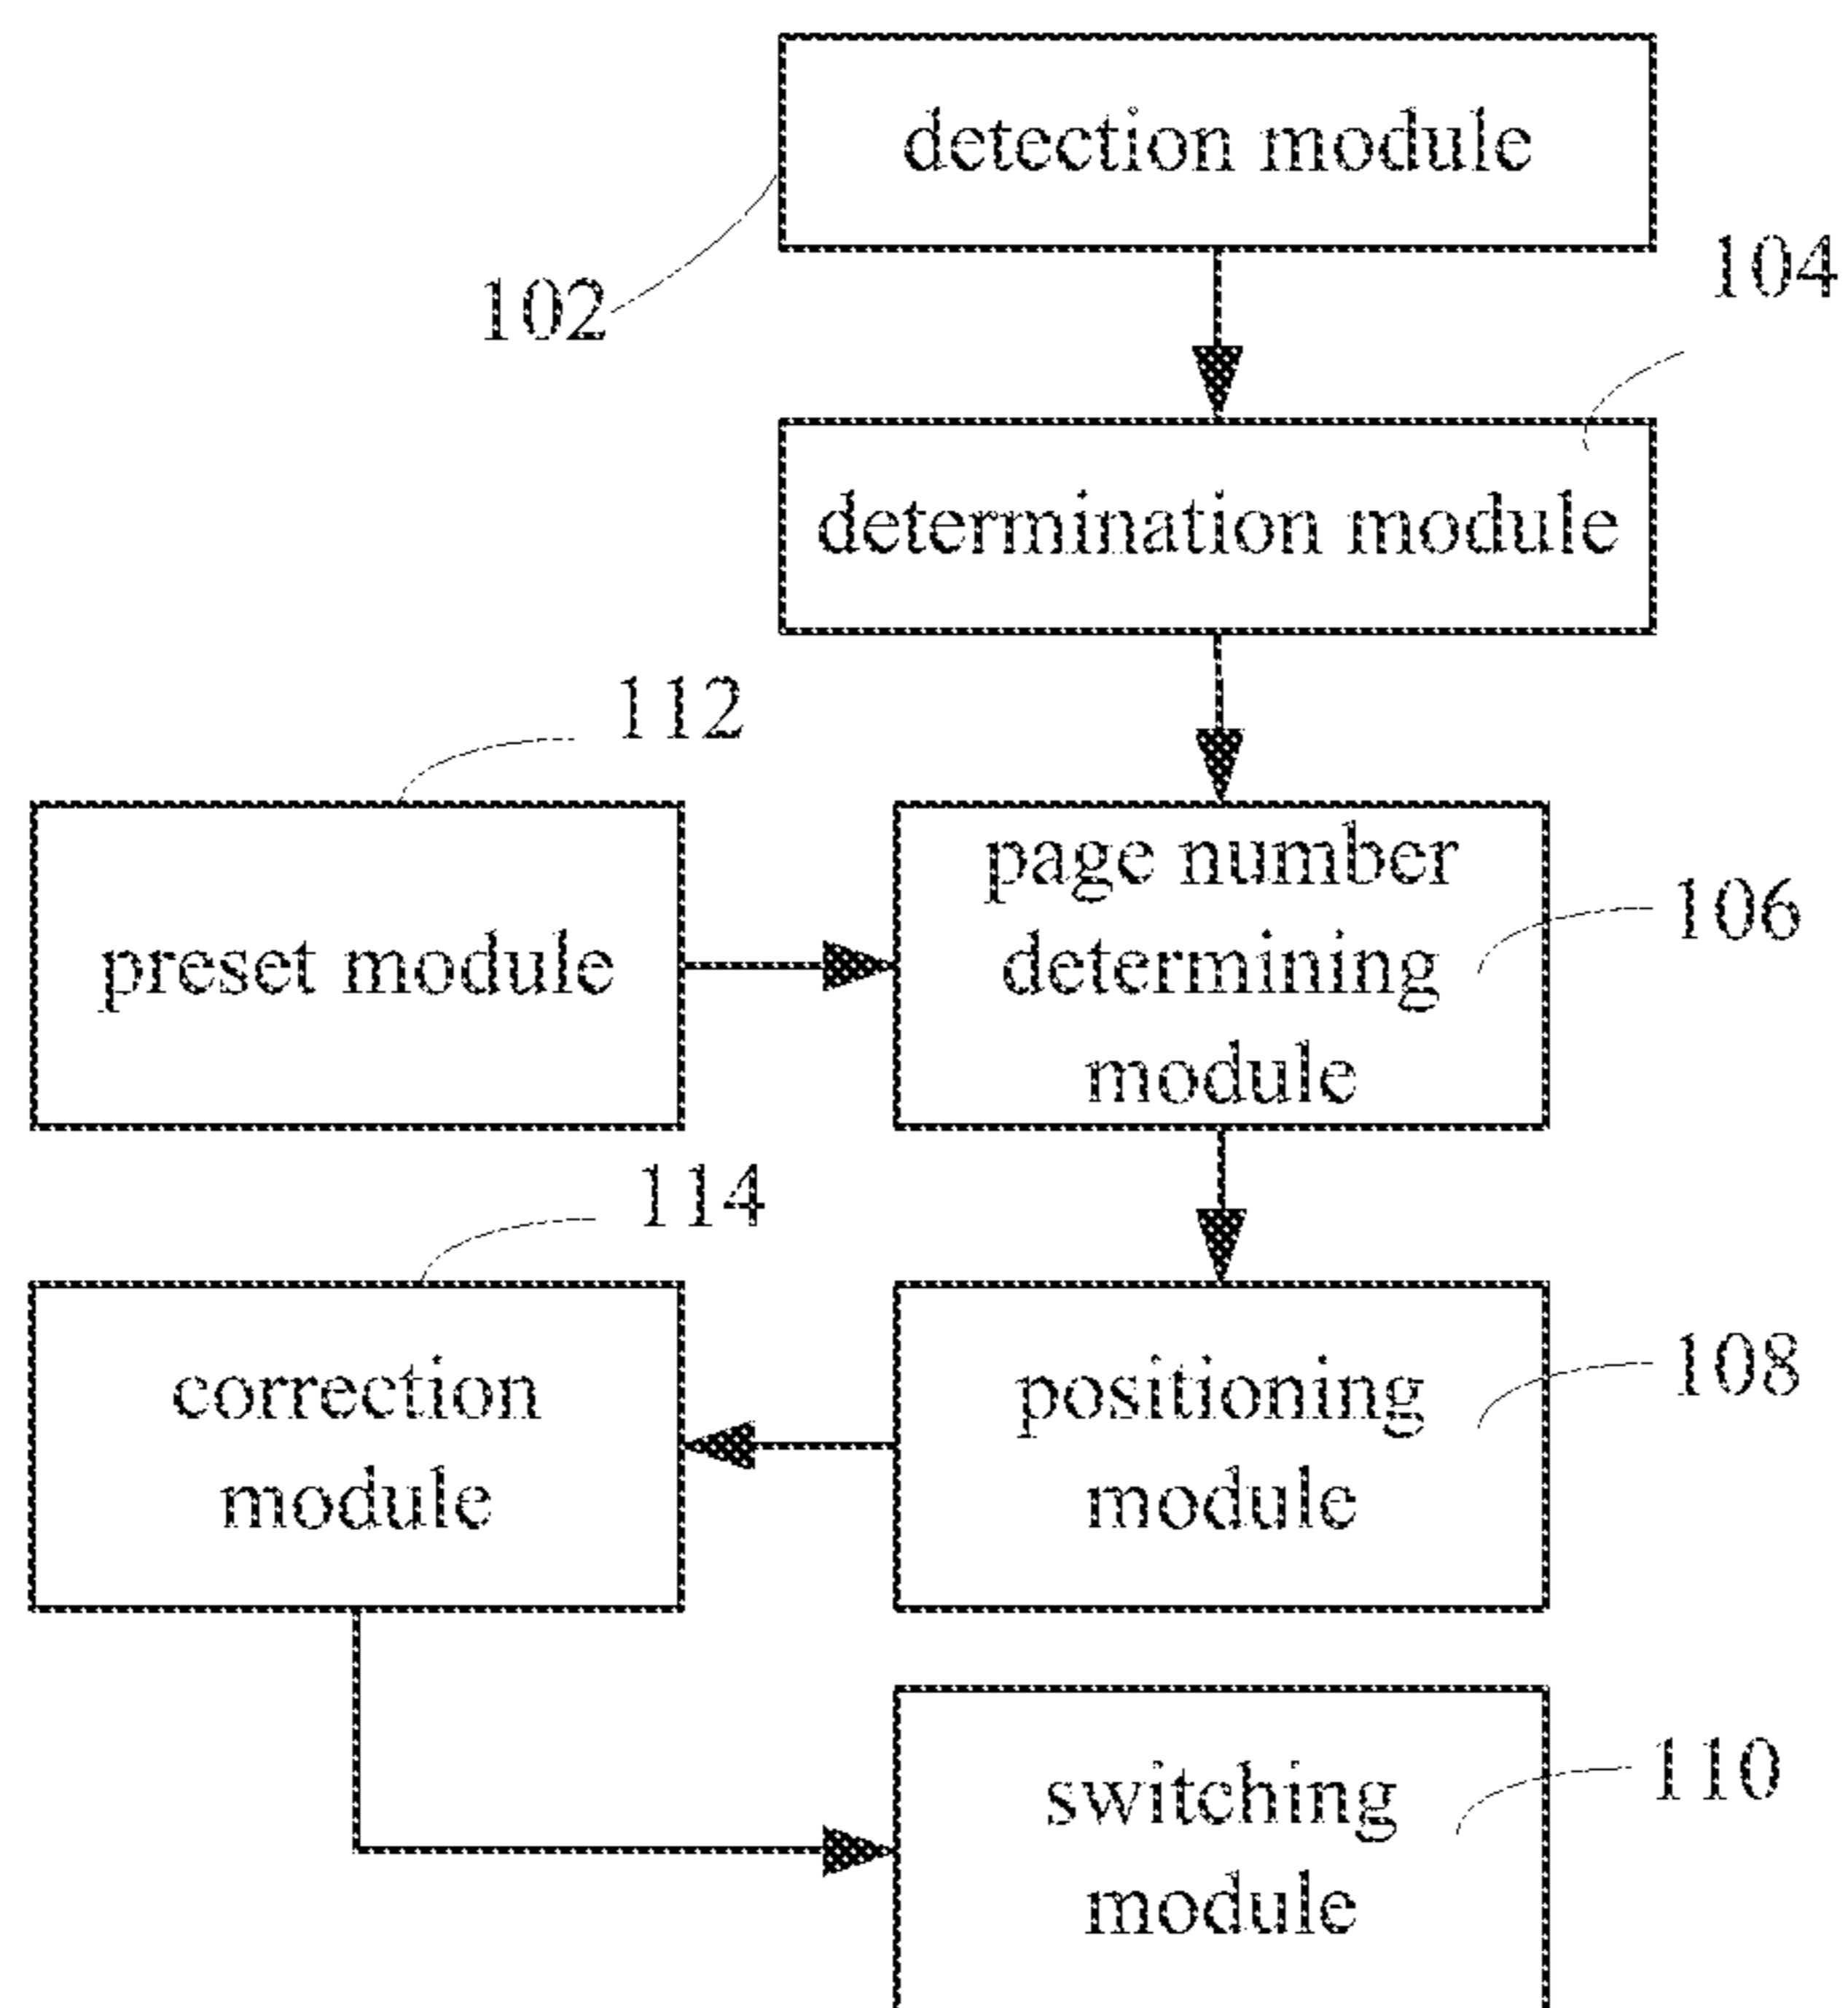 detection module
102
104
determination module
112
preset module
page number
determining
module
106
114
correction
module
positioning
module
108
switching
module
110